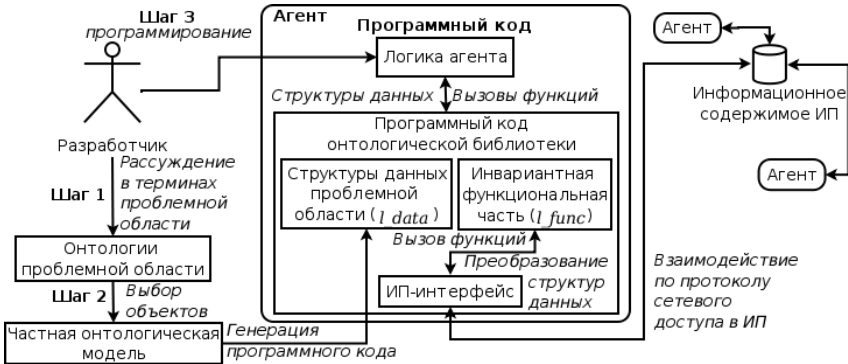 Шаг 3
программирование
Разработчик
Шаг 1
Рассуждение
в терминах
проблемной
области
Онтологии
проблемной области
Шаг 2
Выбор
объектов
Частная онтологическая
модель
Генерация
программного кода
Агент
Программный код
Логика агента
Структуры данных
Вызовы функций
Программный код
онтологической библиотеки
Структуры данных
проблемной
области (l_data)
Инвариантная
функциональная
часть (l_func)
Вызов функций
Преобразование
структур
данных
ИП-интерфейс
Агент
Информационное
содержимое ИП
Агент
Взаимодействие
по протоколу
сетевого
доступа в ИП